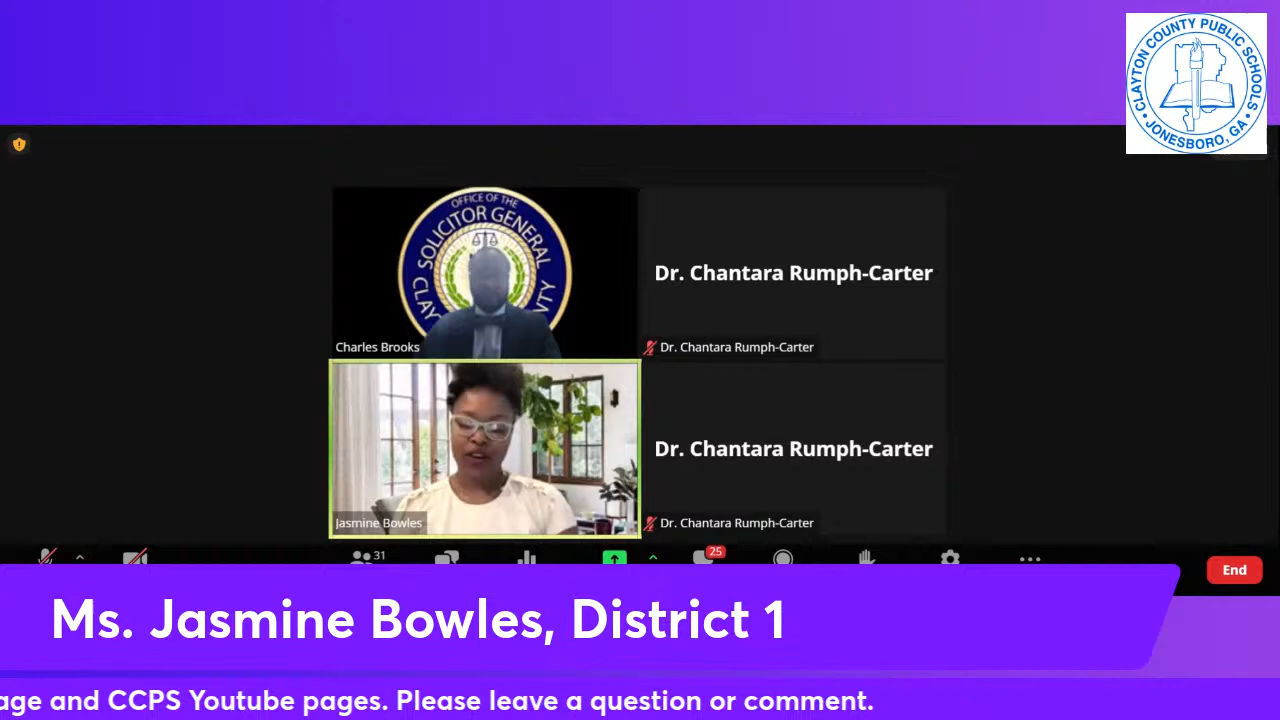 CLAYTON COUNTY PUBLIC SCHOOLS
JONESBORO, GA
OFFICE OF THE
SOLICITOR GENERAL
Charles Brooks
Dr. Chantara Rumph-Carter
Dr. Chantara Rumph-Carter
Jasmine Bowles
Dr. Chantara Rumph-Carter
Dr. Chantara Rumph-Carter
31
25
End
Ms. Jasmine Bowles, District 1
age and CCPS Youtube pages. Please leave a question or comment.